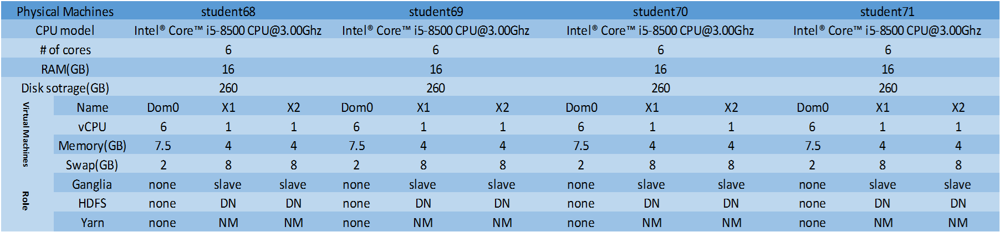 Physical Machines student68 student69 student70 student71
CPU model Intel® Core™ i5-8500 CPU@3.00Ghz Intel® Core™ i5-8500 CPU@3.00Ghz Intel® Core™ i5-8500 CPU@3.00Ghz Intel® Core™ i5-8500 CPU@3.00Ghz
# of cores 6 6 6 6
RAM(GB) 16 16 16 16
Disk sotrage(GB) 260 260 260 260
Virtual Machines
Name Dom0 X1 X2 Dom0 X1 X2 Dom0 X1 X2 Dom0 X1 X2
vCPU 6 1 1 6 1 1 6 1 1 6 1 1
Memory(GB) 7.5 4 4 7.5 4 4 7.5 4 4 7.5 4 4
Swap(GB) 2 8 8 2 8 8 2 8 8 2 8 8
Role
Ganglia none slave slave none slave slave none slave slave none slave slave
HDFS none DN DN none DN DN none DN DN none DN DN
Yarn none NM NM none NM NM none NM NM none NM NM